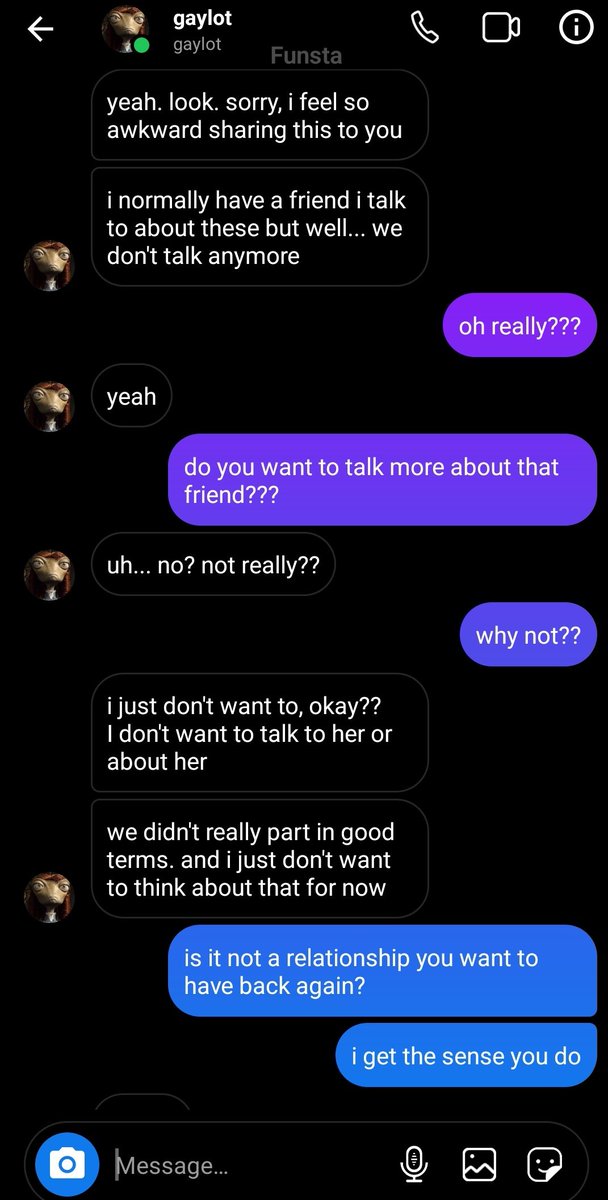 gaylot
gaylot
Funsta
yeah. look. sorry, i feel so
awkward sharing this to you
i normally have a friend i talk
to about these but well... we
don't talk anymore
oh really???
yeah
do you want to talk more about that
friend???
uh... no? not really??
why not??
i just don't want to, okay??
I don't want to talk to her or
about her
we didn't really part in good
terms. and i just don't want
to think about that for now
is it not a relationship you want to
have back again?
i get the sense you do
Message...